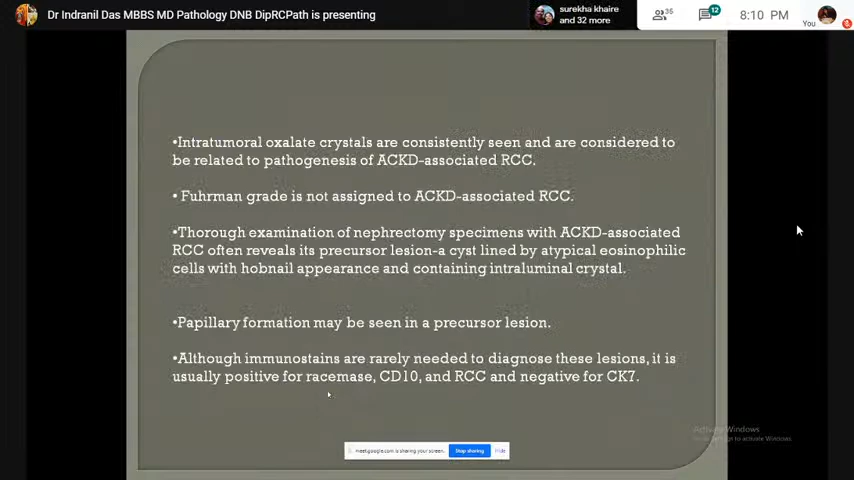 Dr Indranil Das MBBS MD Pathology DNB DipRCPath is presenting
surekha khaire
and 32 more
35
12
8:10 PM
You
•Intratumoral oxalate crystals are consistently seen and are considered to
be related to pathogenesis of ACKD-associated RCC.
• Fuhrman grade is not assigned to ACKD-associated RCC.
•Thorough examination of nephrectomy specimens with ACKD-associated
RCC often reveals its precursor lesion-a cyst lined by atypical eosinophilic
cells with hobnail appearance and containing intraluminal crystal.
•Papillary formation may be seen in a precursor lesion.
•Although immunostains are rarely needed to diagnose these lesions, it is
usually positive for racemase, CD10, and RCC and negative for CK7.
Activate Windows
to activate Windows.
meet.google.com is sharing your screen.
Stop sharing
Hide